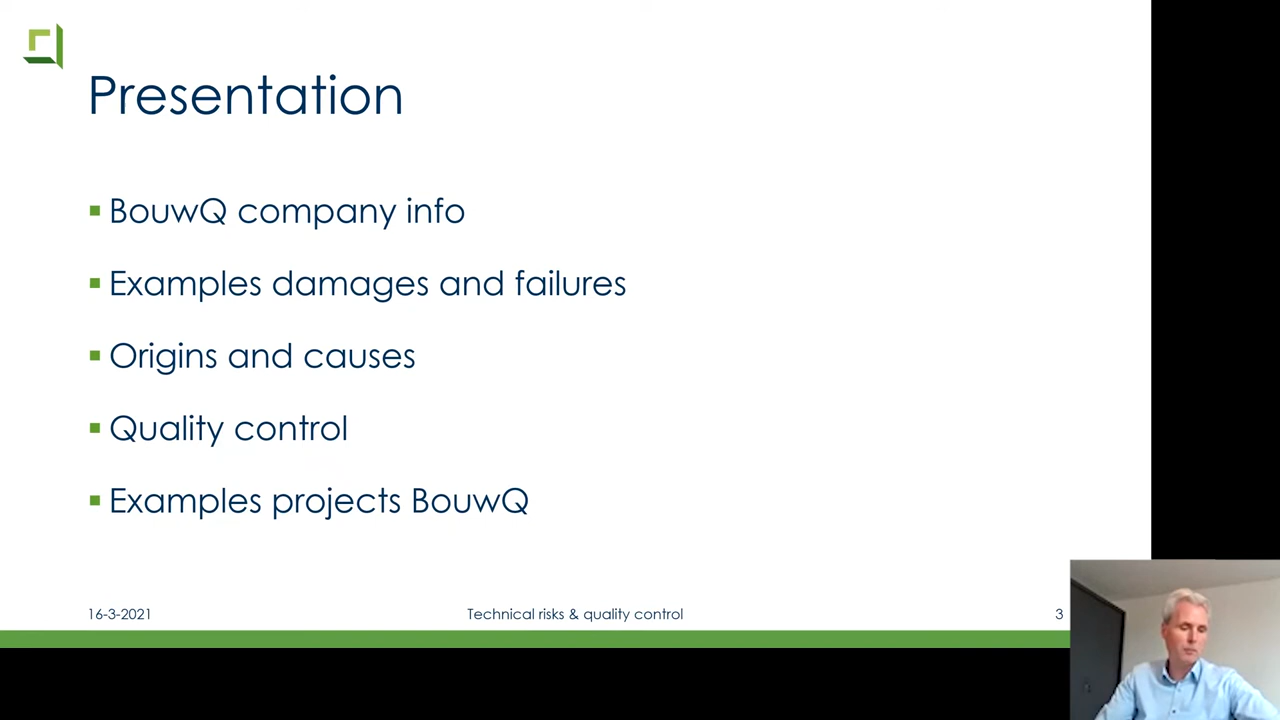 Presentation
BouwQ company info
Examples damages and failures
Origins and causes
Quality control
Examples projects BouwQ
16-3-2021
Technical risks & quality control
3